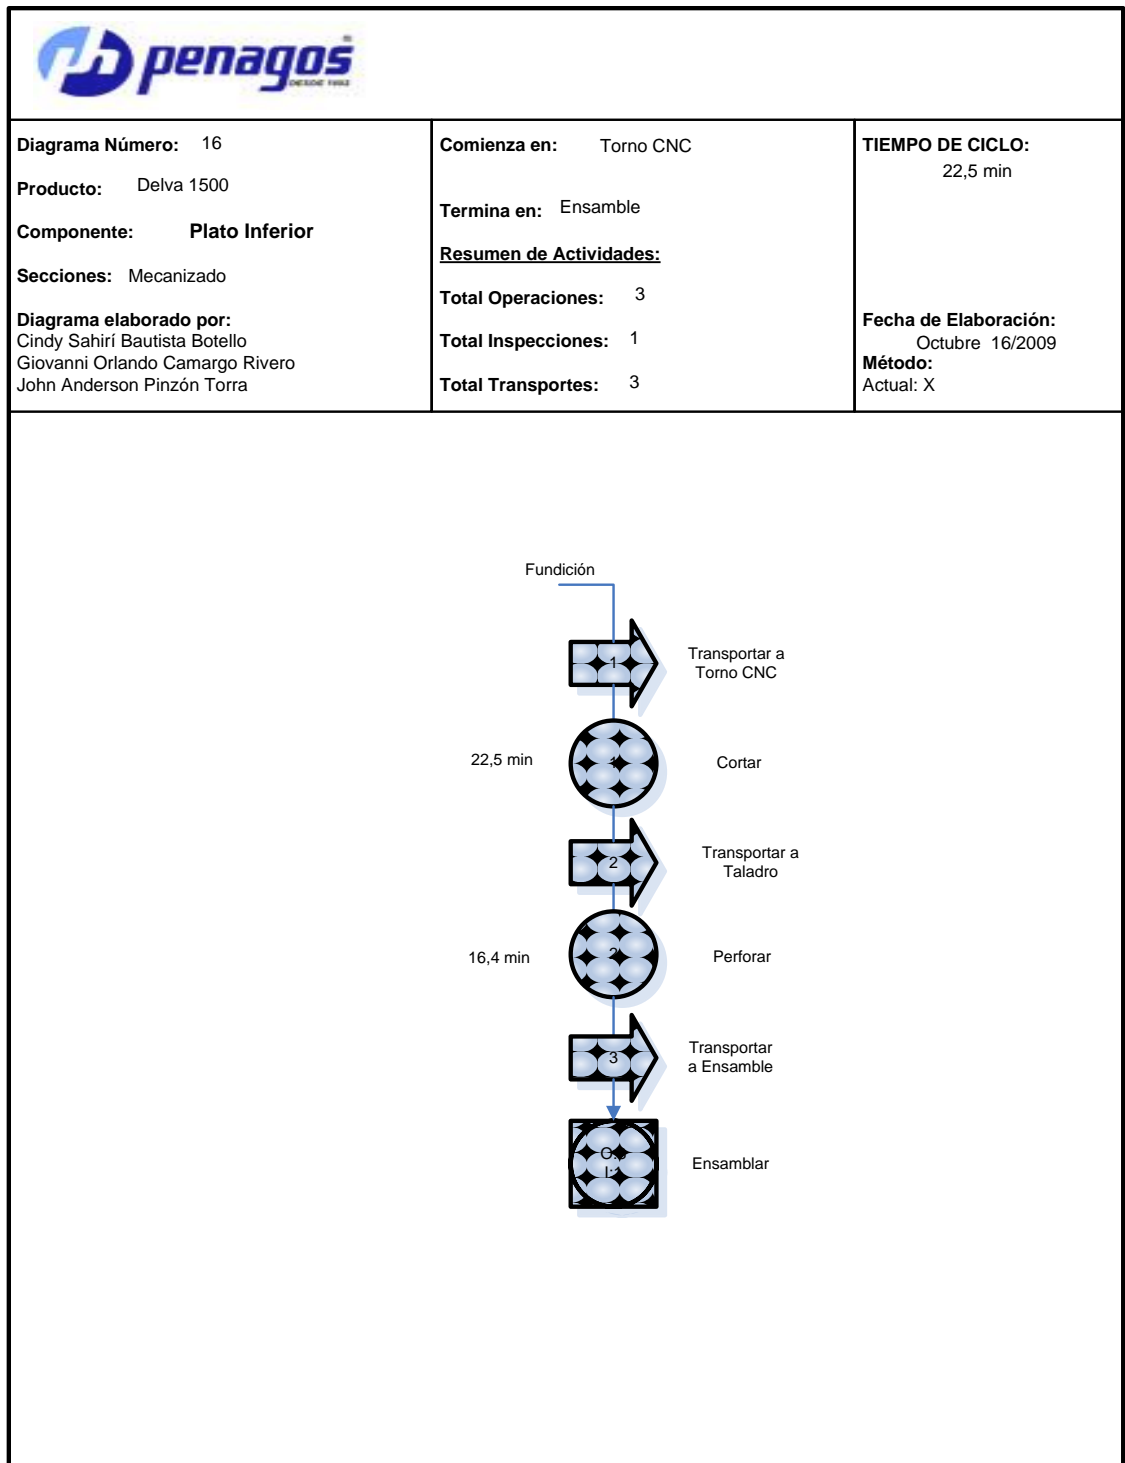 penagos
DESDE 1892
Diagrama Número: 16
Producto: Delva 1500
Componente: Plato Inferior
Secciones: Mecanizado
Diagrama elaborado por:
Cindy Sahirí Bautista Botello
Giovanni Orlando Camargo Rivero
John Anderson Pinzón Torra
Comienza en: Torno CNC
Termina en: Ensamble
Resumen de Actividades:
Total Operaciones: 3
Total Inspecciones: 1
Total Transportes: 3
TIEMPO DE CICLO:
22,5 min
Fecha de Elaboración:
Octubre 16/2009
Método:
Actual: X
Fundición
1
Transportar a
Torno CNC
22,5 min
1
Cortar
2
Transportar a
Taladro
16,4 min
2
Perforar
3
Transportar
a Ensamble
Ensamblar